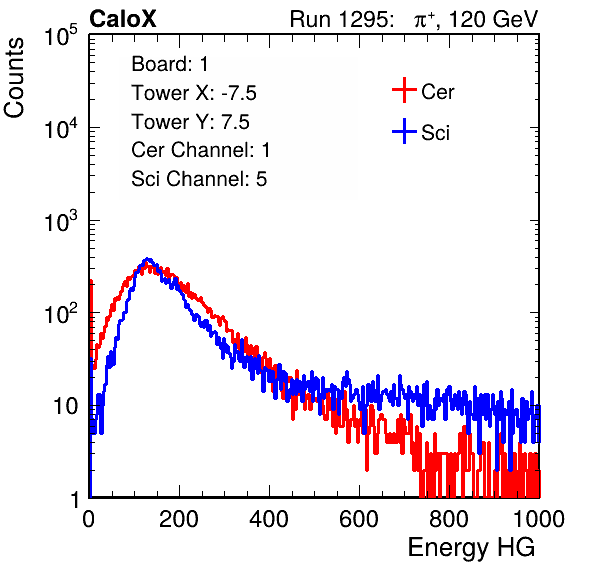 CaloX Run 1295: π⁺, 120 GeV
Counts
Board: 1
Tower X: -7.5
Tower Y: 7.5
Cer Channel: 1
Sci Channel: 5
Cer
Sci
10⁵
10⁴
10³
10²
10
1
0 200 400 600 800 1000
Energy HG